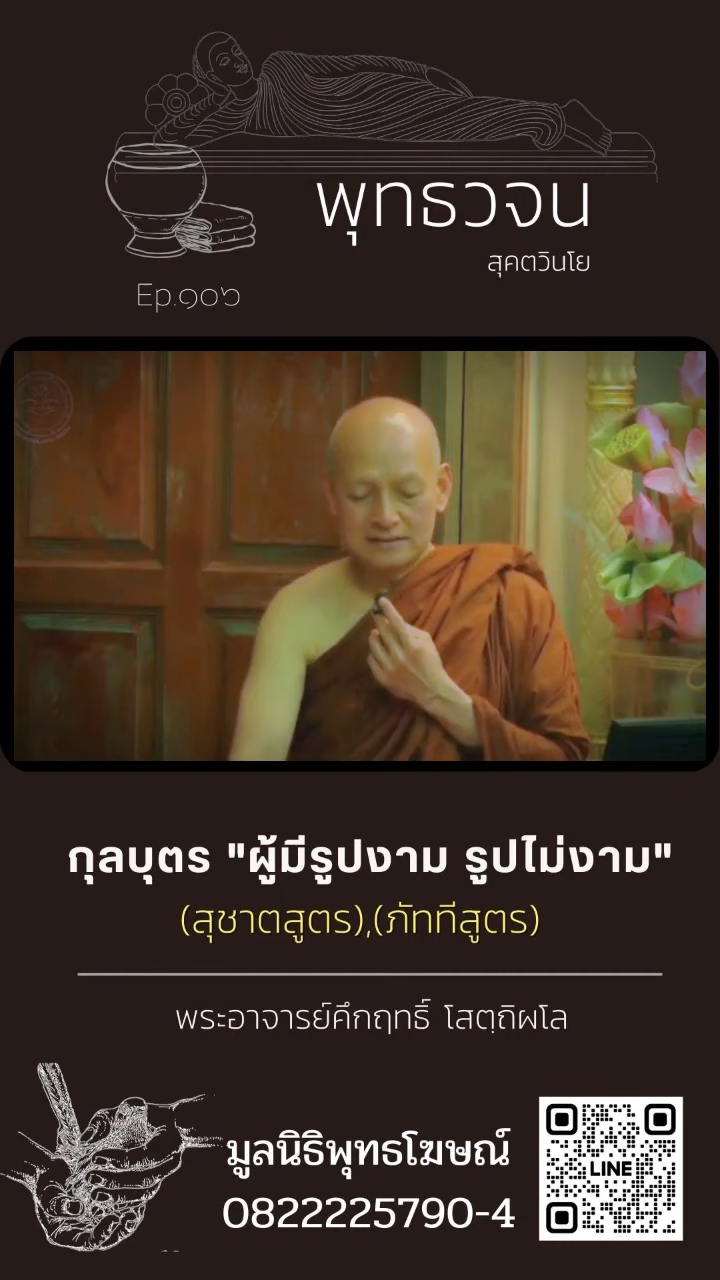 พุทธวจน
สุคตวินโย
Ep.๑๐๖
กุลบุตร "ผู้มีรูปงาม รูปไม่งาม"
(สุชาตสูตร),(ภัททีสูตร)
พระอาจารย์คึกฤทธิ์ โสตฺถิผโล
มูลนิธิพุทธโฆษณ์
0822225790-4
LINE